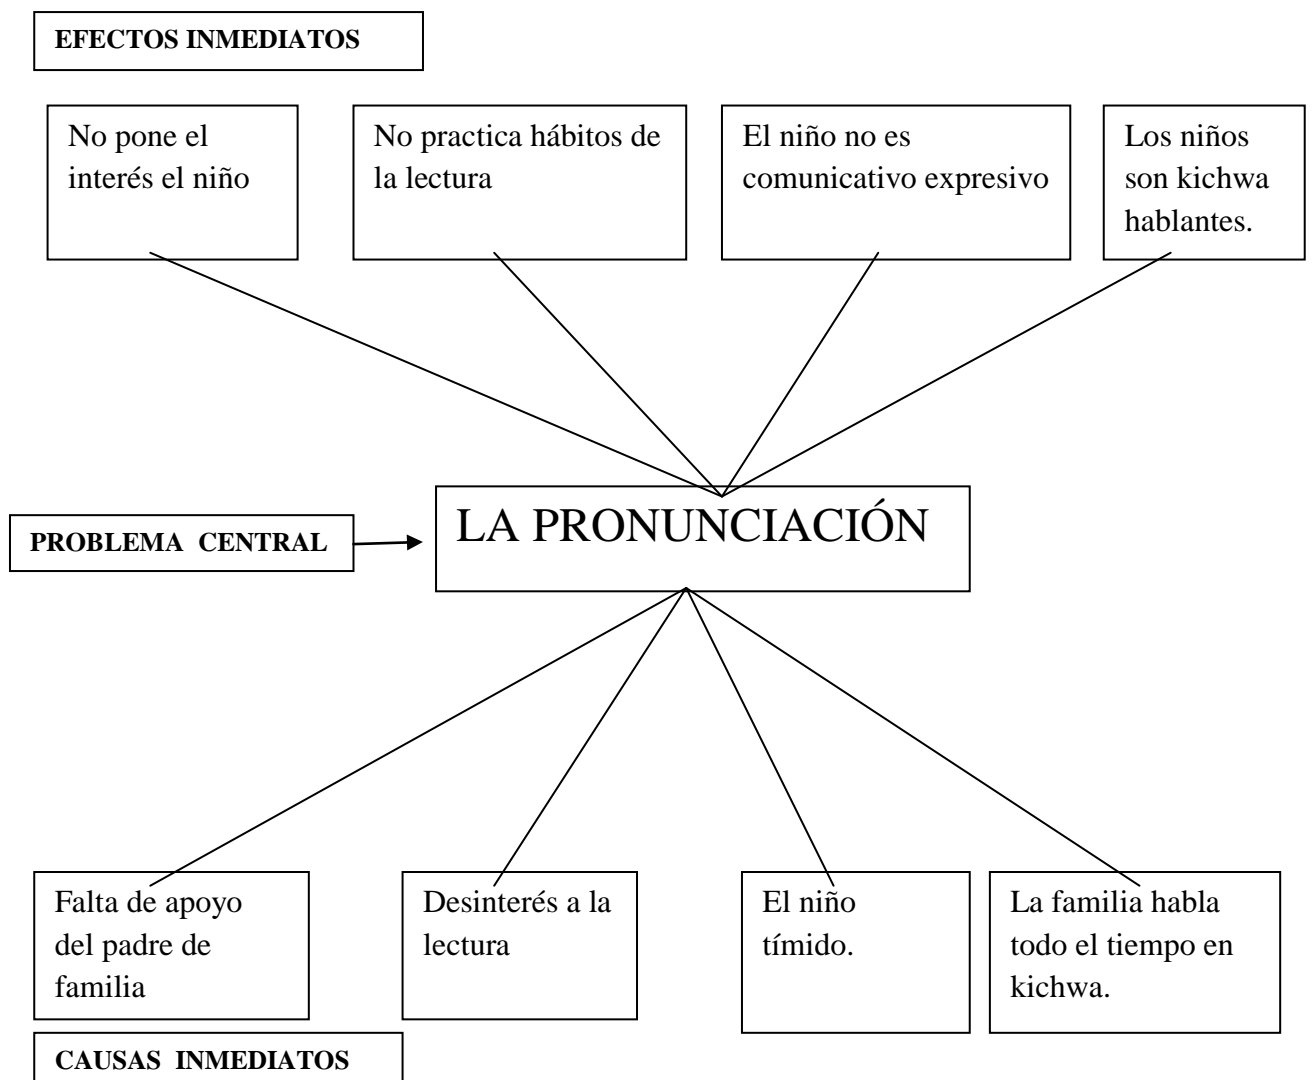 EFECTOS INMEDIATOS
No pone el
interés el niño
No practica hábitos de
la lectura
El niño no es
comunicativo expresivo
Los niños
son kichwa
hablantes.
PROBLEMA CENTRAL
LA PRONUNCIACIÓN
Falta de apoyo
del padre de
familia
Desinterés a la
lectura
El niño
tímido.
La familia habla
todo el tiempo en
kichwa.
CAUSAS INMEDIATOS